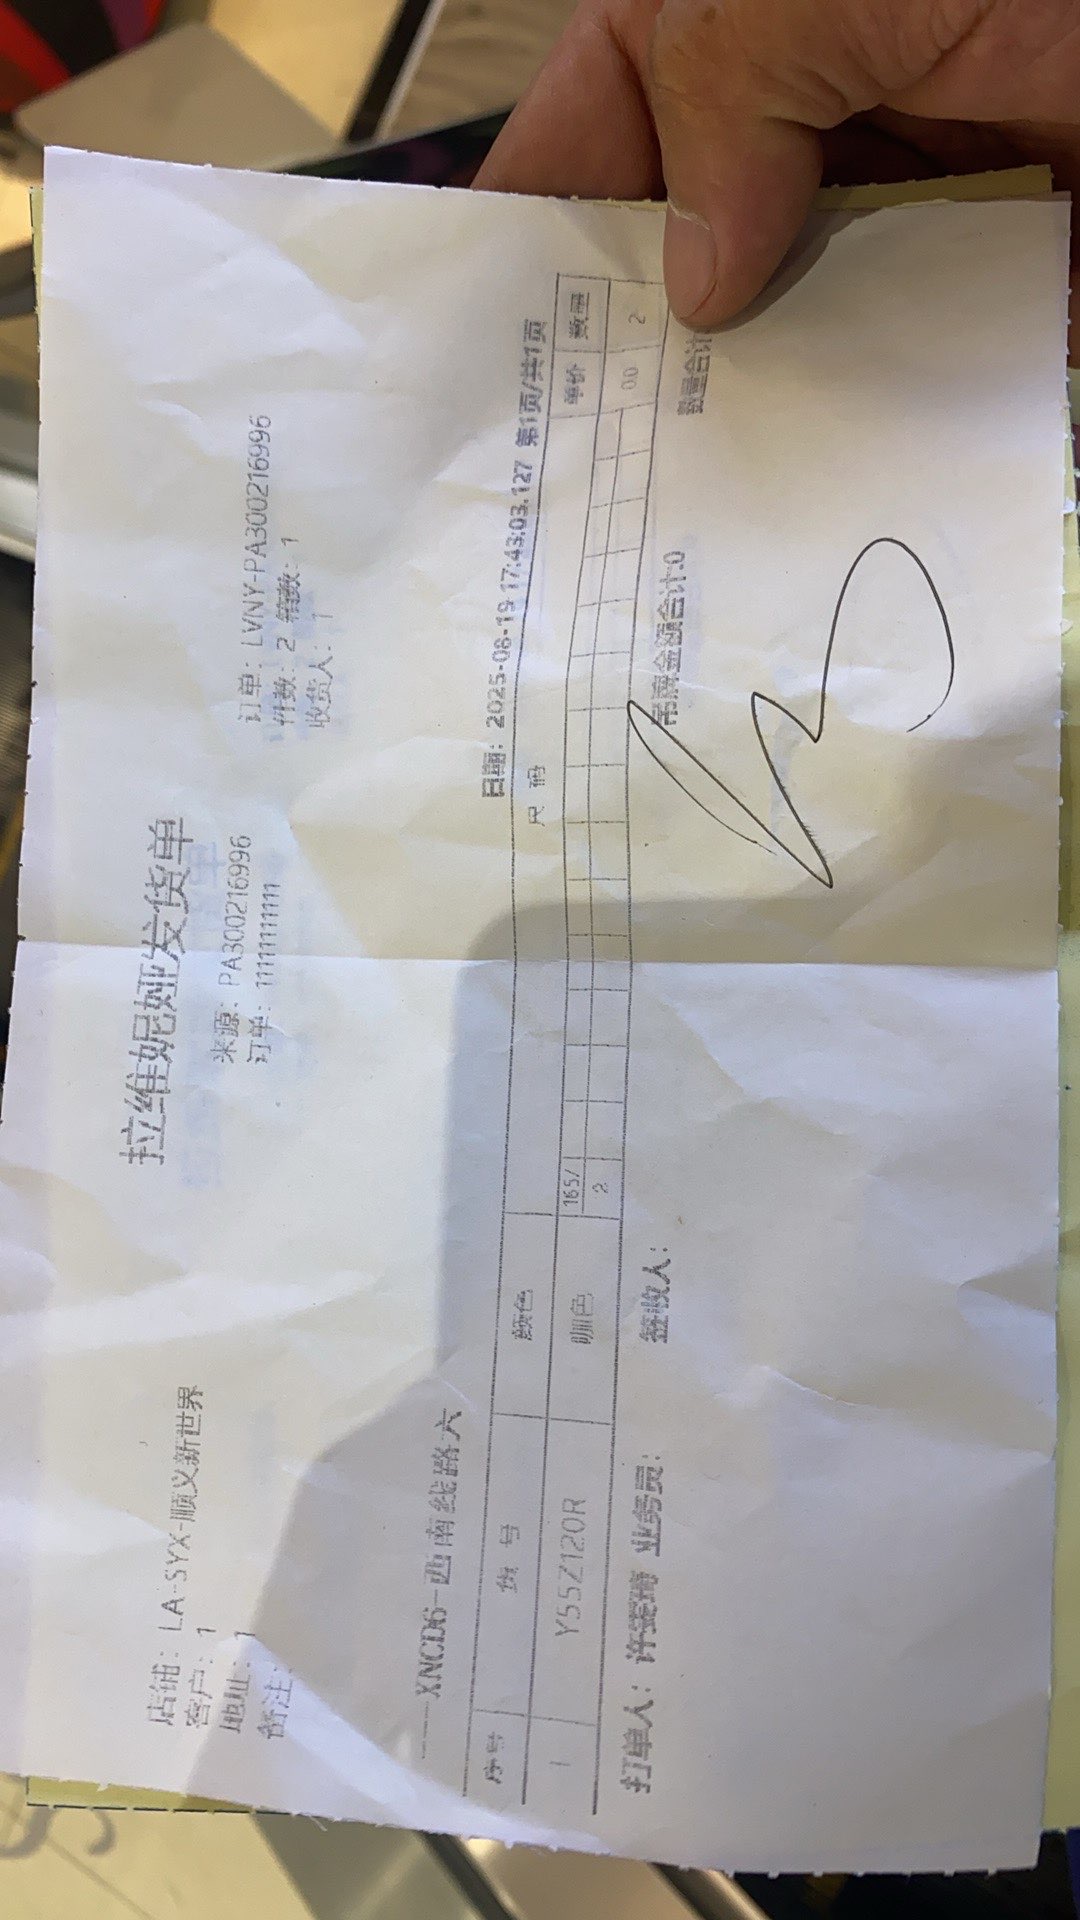 拉维妮娅发货单
店铺：LA-SYX-顺义新世界
客户：1
地址：1
备注：
来源：PA300216996
订单：11111111111
订单：LVNY-PA300216996
件数：2 箱数：1
收货人：1
----XNCD6-西南线路六
日期：2025-08-19 17:43:03.127 第1页/共1页
序号 货号 颜色 尺码 单价 数量
165/
1 Y55Z120R 咖色 2 0.0 2
打单人：许 业务员： 签收人： 吊牌金额合计:0 数量合计